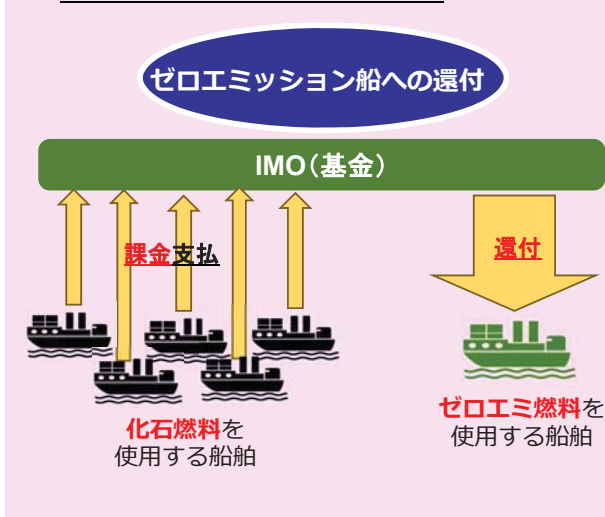 ゼロエミッション船への還付
IMO(基金)
課金支払
還付
化石燃料を
使用する船舶
ゼロエミ燃料を
使用する船舶